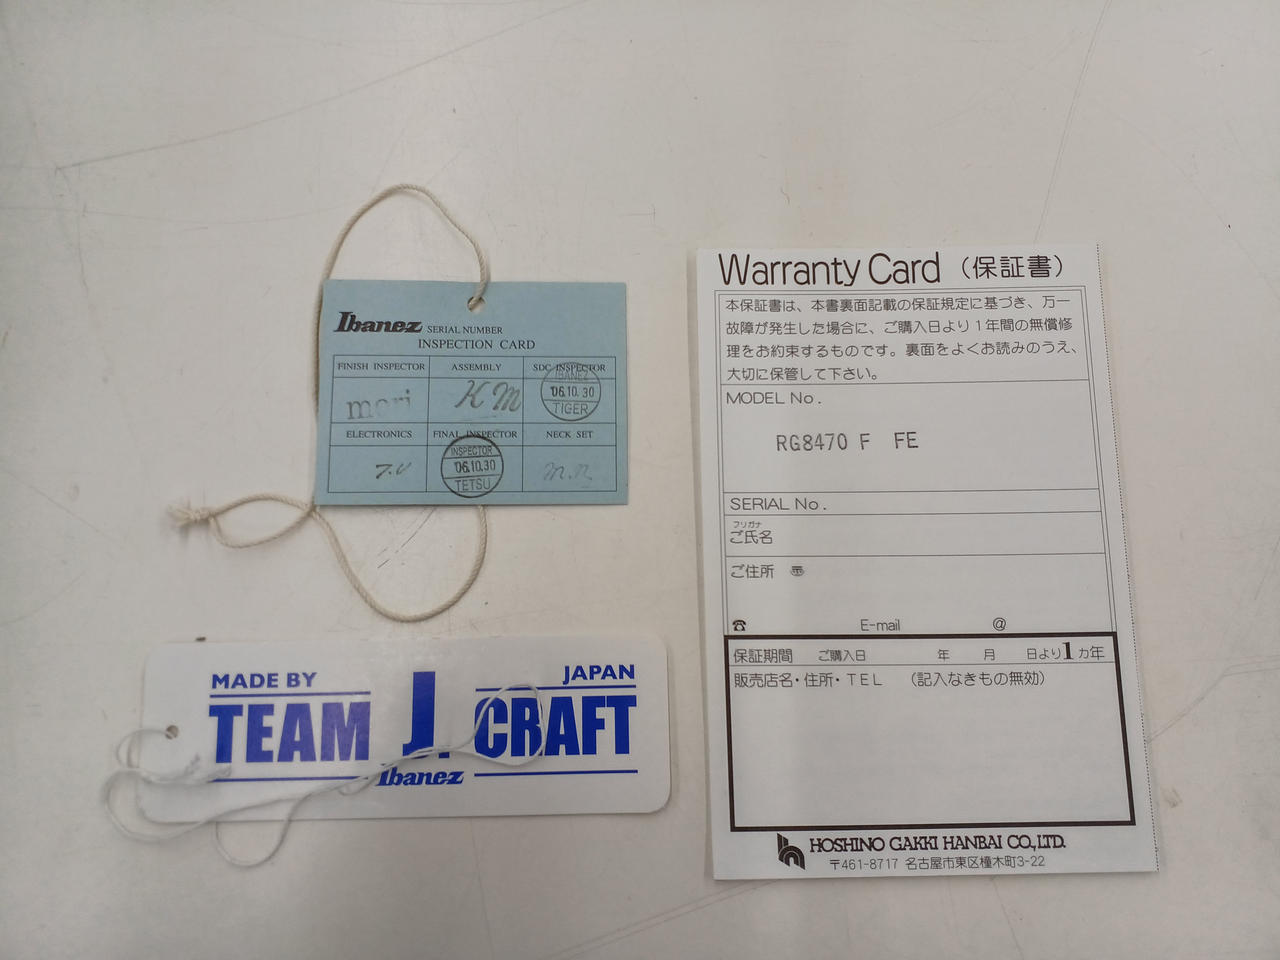 Ibanez SERIAL NUMBER
INSPECTION CARD
FINISH INSPECTOR ASSEMBLY SDC INSPECTOR
mori KM IBANEZ
'06.10.30
TIGER
ELECTRONICS FINAL INSPECTOR NECK SET
INSPECTOR
'06.10.30
TETSU
MADE BY JAPAN
TEAM J. CRAFT
Ibanez
Warranty Card (保証書)
本保証書は、本書裏面記載の保証規定に基づき、万一
故障が発生した場合に、ご購入日より1年間の無償修
理をお約束するものです。裏面をよくお読みのうえ、
大切に保管して下さい。
MODEL No.
RG8470 F FE
SERIAL No.
フリガナ
ご氏名
ご住所 〠
☎ E-mail @
保証期間 ご購入日 年 月 日より1カ年
販売店名・住所・TEL (記入なきもの無効)
HOSHINO GAKKI HANBAI CO., LTD.
〒461-8717 名古屋市東区橦木町3-22